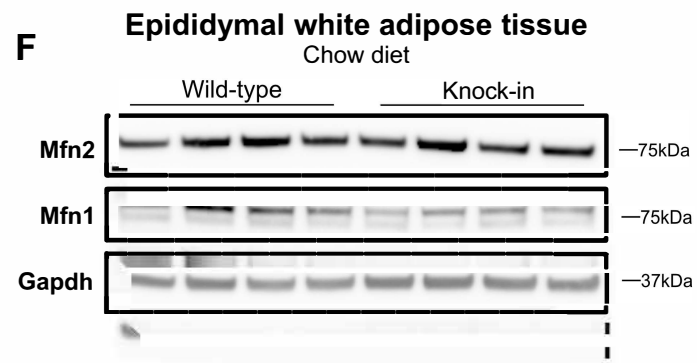 F
Epididymal white adipose tissue
Chow diet
Wild-type Knock-in
Mfn2 —75kDa
Mfn1 —75kDa
Gapdh —37kDa